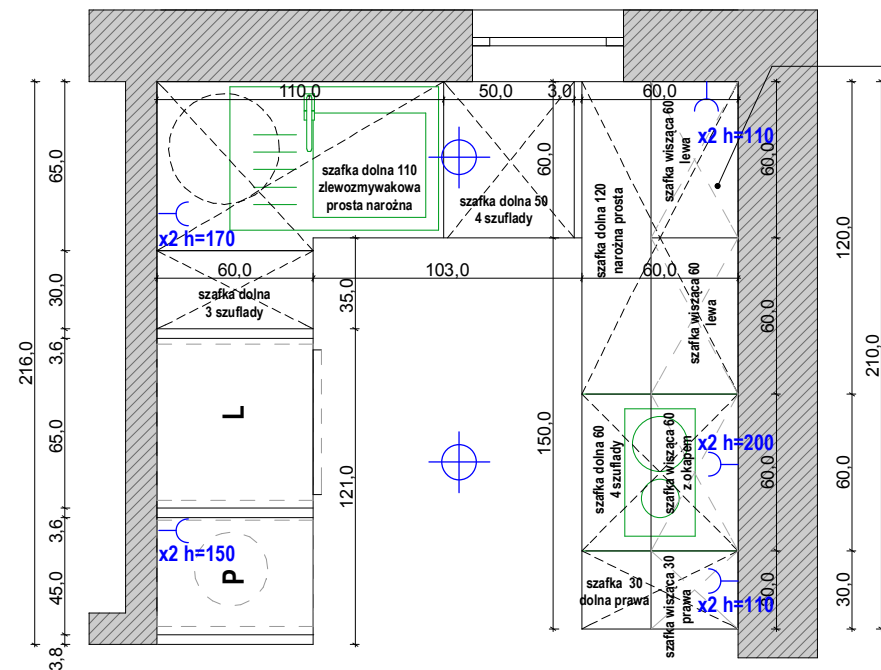 110,0
50,0
3,0
60,0
szafka dolna 110
zlewozmywakowa
prosta narożna
szafka dolna 50
4 szuflady
60,0
szafka dolna 120
narożna prosta
szafka wisząca 60
lewa
x2 h=110
60,0
x2 h=170
60,0
103,0
60,0
szafka dolna
3 szuflady
35,0
szafka wisząca 60
lewa
60,0
L
150,0
121,0
szafka dolna 60
4 szuflady
szafka wisząca 60
z okapem
x2 h=200
60,0
x2 h=150
P
szafka 30
dolna prawa
szafka wisząca 30
prawa
x2 h=110
30,0
216,0
65,0
30,0
3,6
65,0
3,6
45,0
3,8
120,0
60,0
30,0
210,0